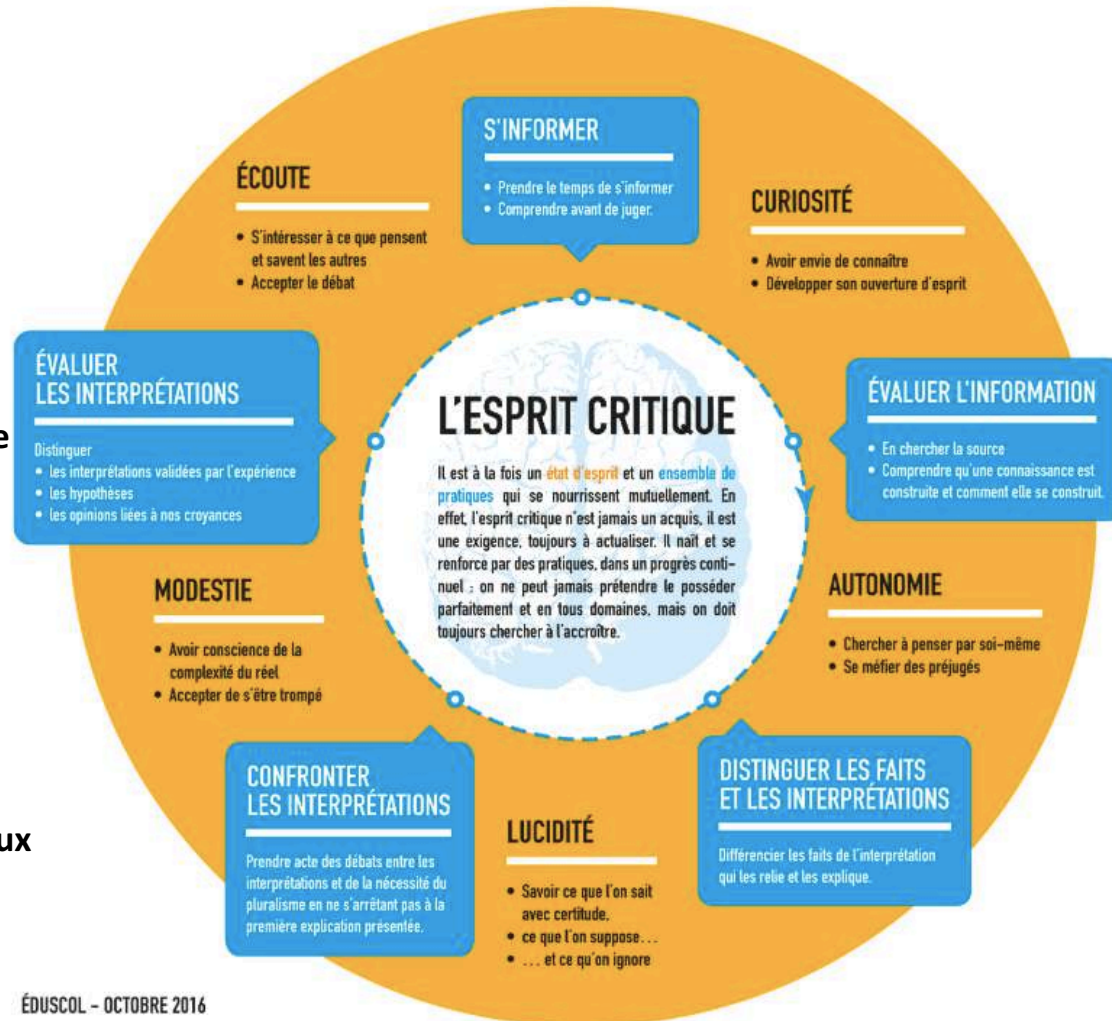 S'INFORMER
• Prendre le temps de s'informer
• Comprendre avant de juger.
CURIOSITÉ
• Avoir envie de connaître
• Développer son ouverture d'esprit
ÉVALUER L'INFORMATION
• En chercher la source
• Comprendre qu'une connaissance est
construite et comment elle se construit.
AUTONOMIE
• Chercher à penser par soi-même
• Se méfier des préjugés
DISTINGUER LES FAITS
ET LES INTERPRÉTATIONS
Différencier les faits de l'interprétation
qui les relie et les explique.
LUCIDITÉ
• Savoir ce que l'on sait
avec certitude,
• ce que l'on suppose...
• ... et ce qu'on ignore
CONFRONTER
LES INTERPRÉTATIONS
Prendre acte des débats entre les
interprétations et de la nécessité du
pluralisme en ne s'arrêtant pas à la
première explication présentée.
MODESTIE
• Avoir conscience de la
complexité du réel
• Accepter de s'être trompé
ÉVALUER
LES INTERPRÉTATIONS
Distinguer
• les interprétations validées par l'expérience
• les hypothèses
• les opinions liées à nos croyances
ÉCOUTE
• S'intéresser à ce que pensent
et savent les autres
• Accepter le débat
L'ESPRIT CRITIQUE
Il est à la fois un état d'esprit et un ensemble de
pratiques qui se nourrissent mutuellement. En
effet, l'esprit critique n'est jamais un acquis, il est
une exigence, toujours à actualiser. Il naît et se
renforce par des pratiques, dans un progrès conti-
nuel : on ne peut jamais prétendre le posséder
parfaitement et en tous domaines, mais on doit
toujours chercher à l'accroître.
e
ux
ÉDUSCOL – OCTOBRE 2016